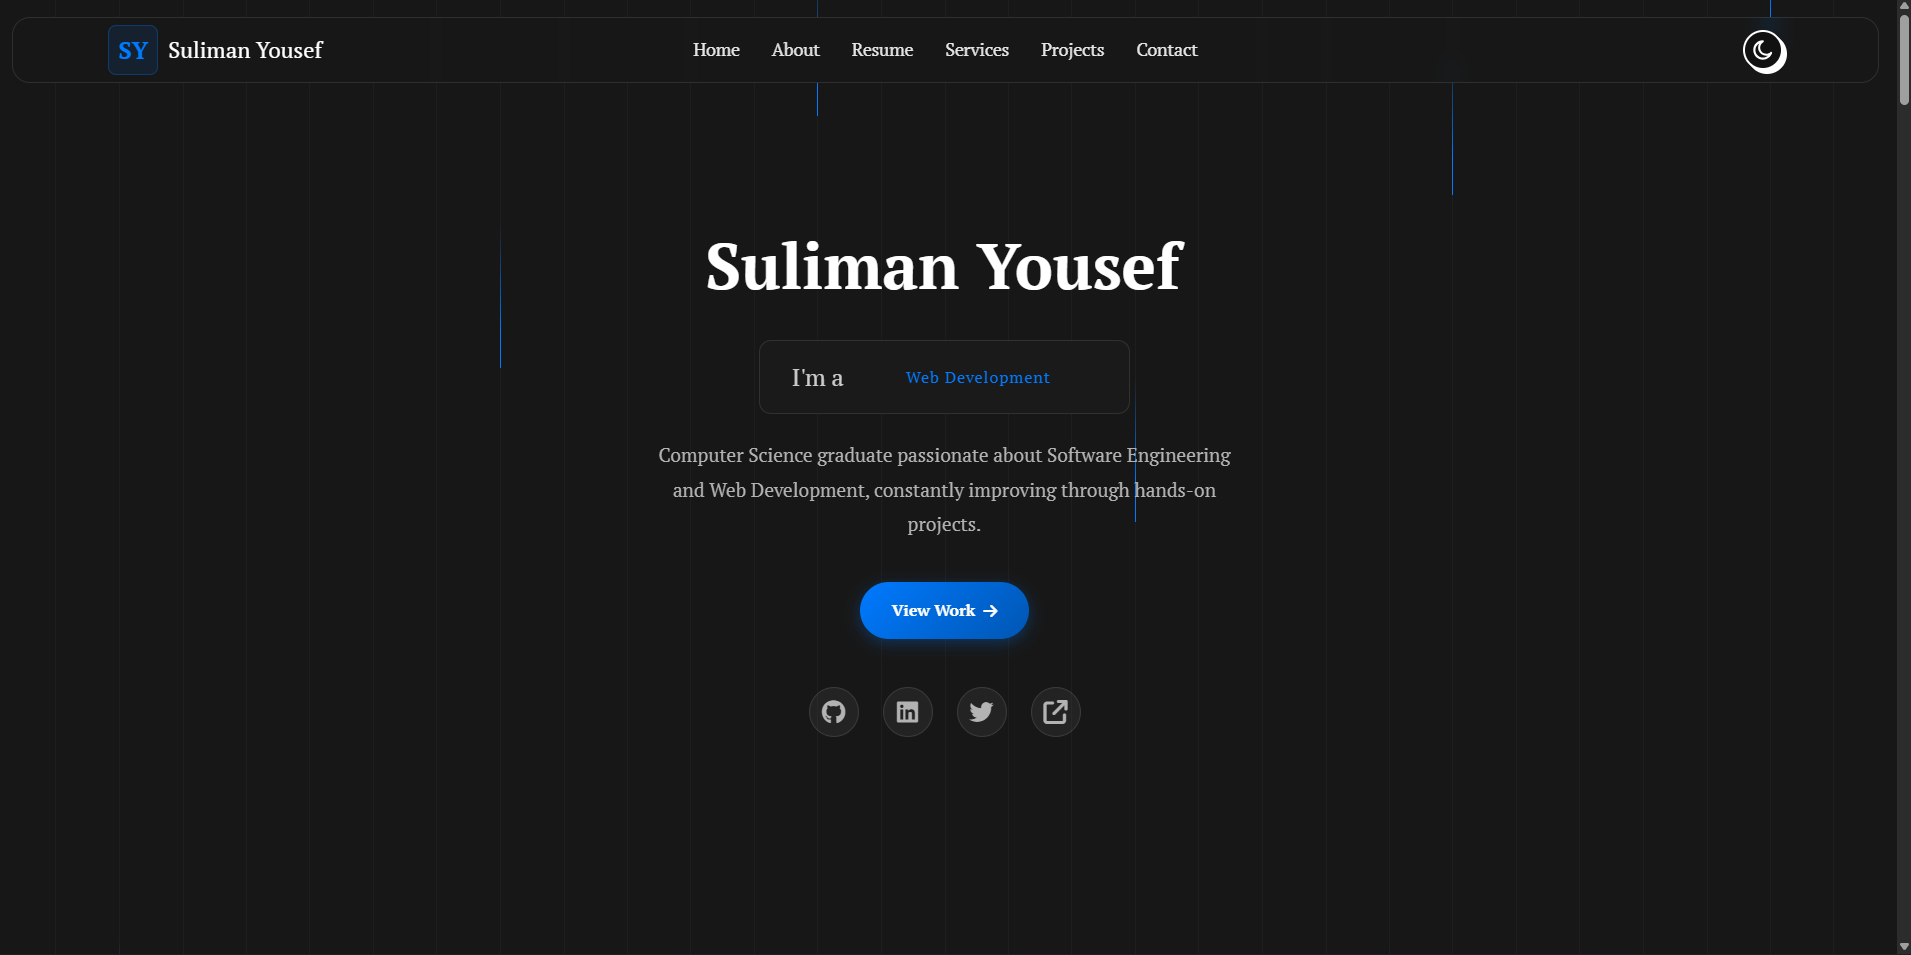 SY Suliman Yousef Home About Resume Services Projects Contact
Suliman Yousef
I'm a Web Development
Computer Science graduate passionate about Software Engineering
and Web Development, constantly improving through hands-on
projects.
View Work